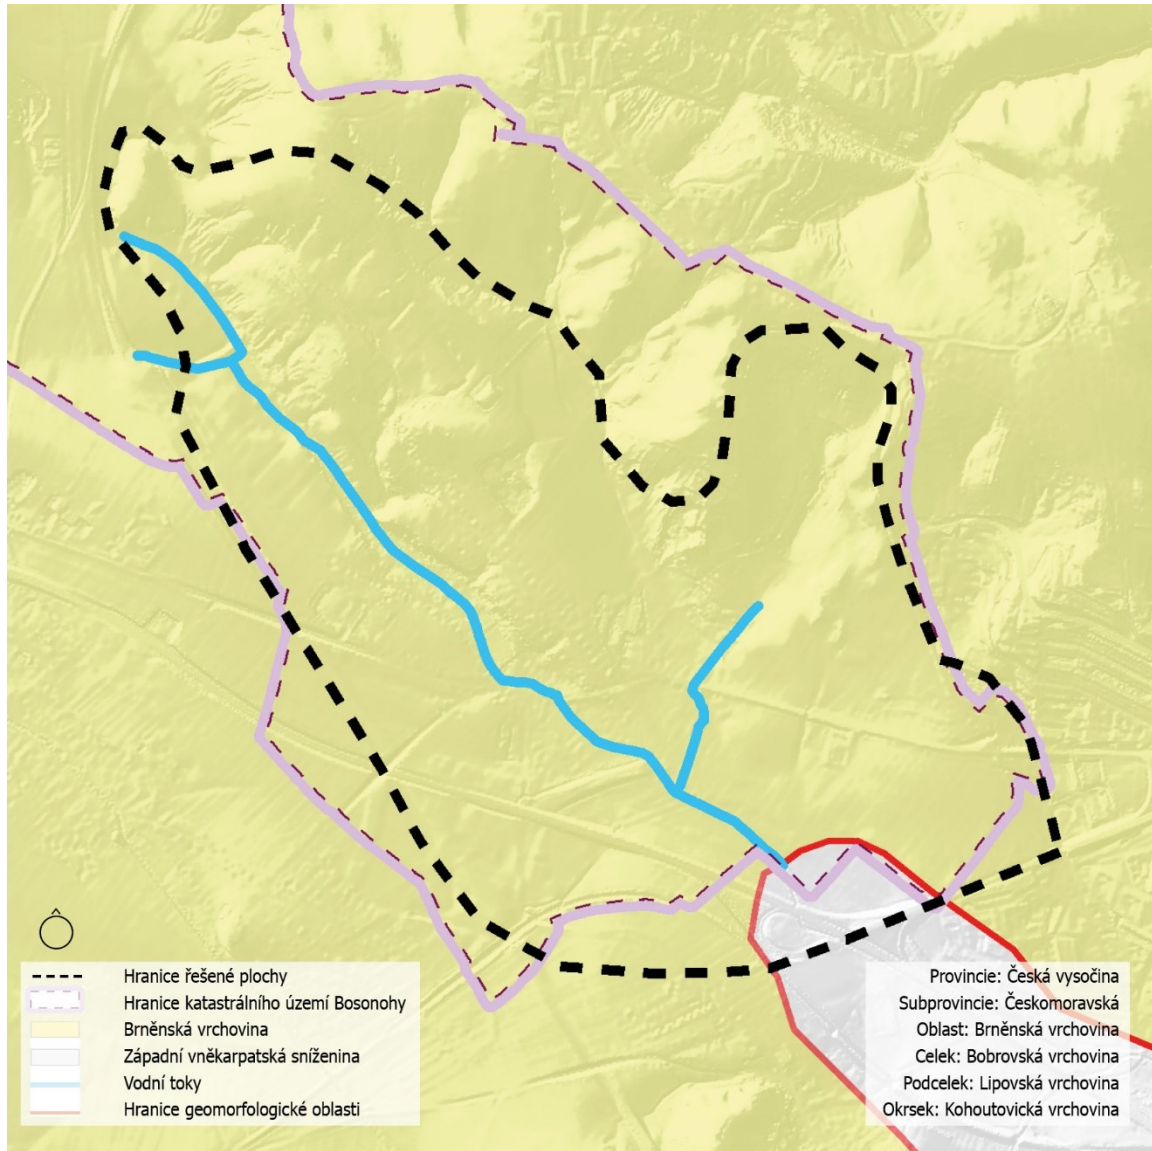 Hranice řešené plochy
Hranice katastrálního území Bosonohy
Brněnská vrchovina
Západní vněkarpatská sníženina
Vodní toky
Hranice geomorfologické oblasti
Provincie: Česká vysočina
Subprovincie: Českomoravská
Oblast: Brněnská vrchovina
Celek: Bobrovská vrchovina
Podcelek: Lipovská vrchovina
Okrsek: Kohoutovická vrchovina